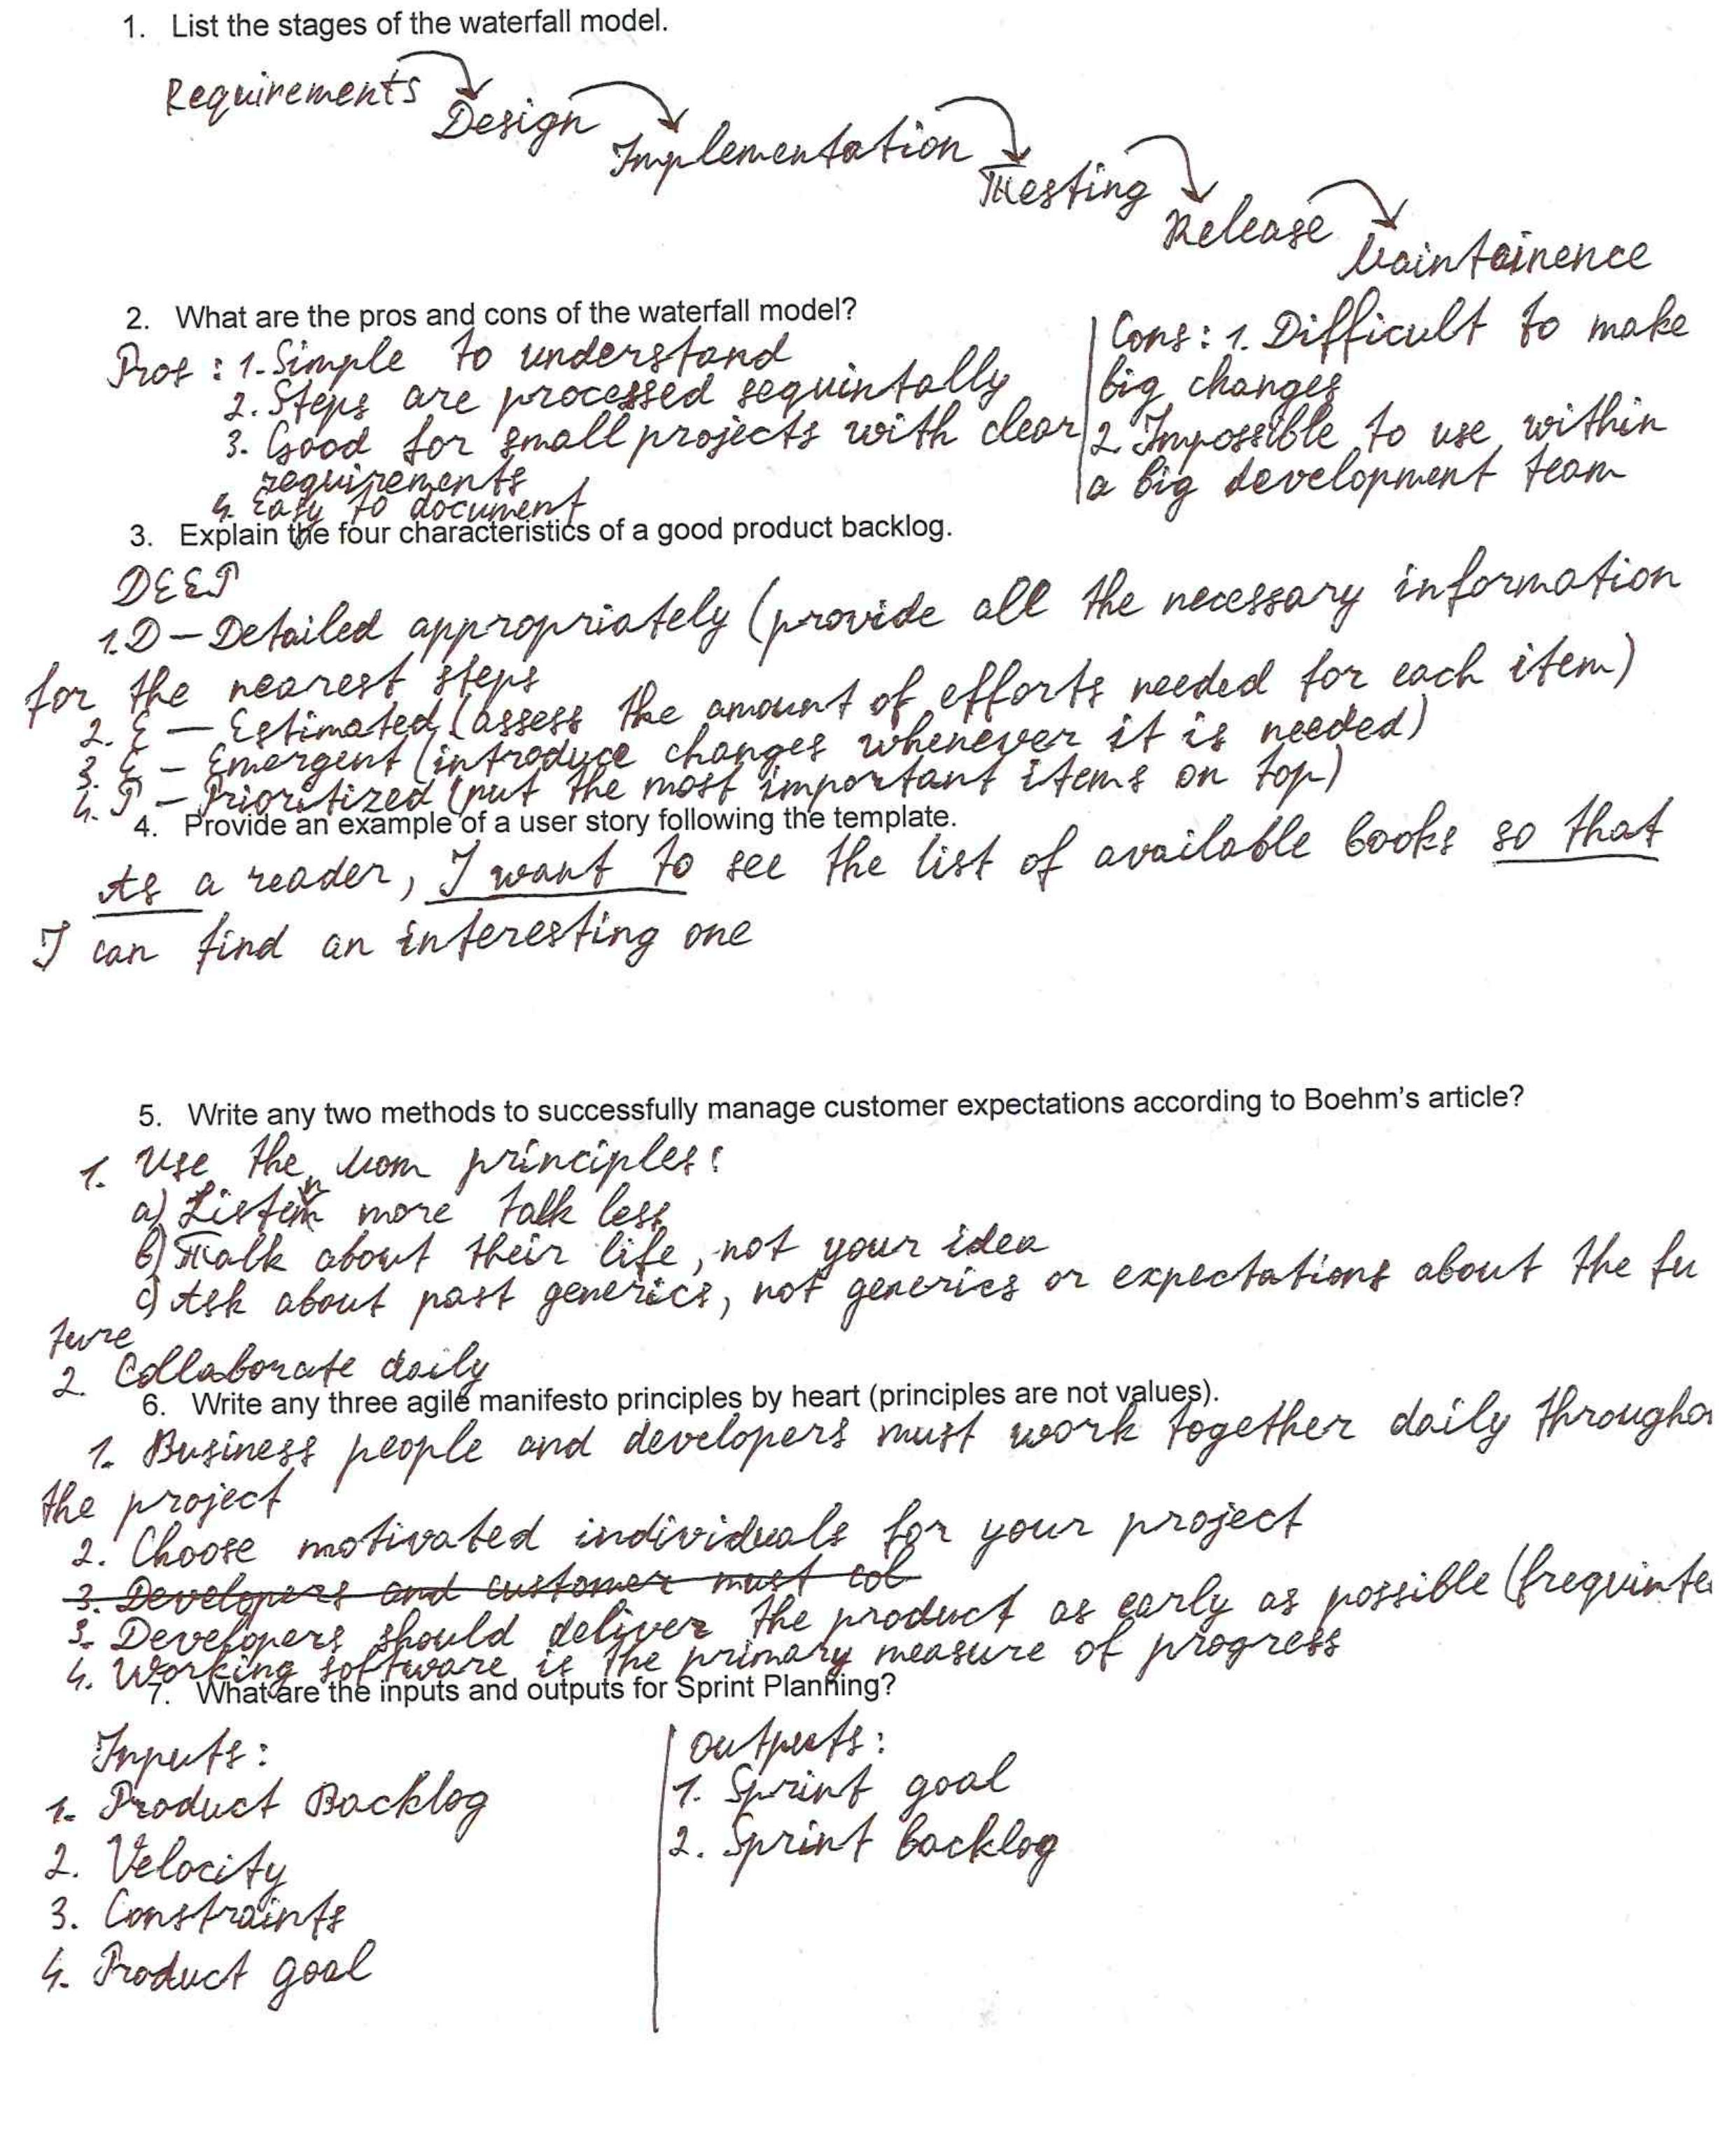 1. List the stages of the waterfall model.
Requirements
Design
Implementation
Testing
Release
Maintainence
2. What are the pros and cons of the waterfall model?
Pros: 1. Simple to understand
2. Steps are processed sequintally
3. Good for small projects with clear
requirements
4. Easy to document
Cons: 1. Difficult to make
big changes
2. Impossible to use within
a big development team
3. Explain the four characteristics of a good product backlog.
DEEP
1. D – Detailed appropriately (provide all the necessary information
for the nearest steps
2. E – Estimated (assess the amount of efforts needed for each item)
3. E – Emergent (introduce changes whenever it is needed)
4. P – Prioritized (put the most important items on top)
4. Provide an example of a user story following the template.
As a reader, I want to see the list of available books so that
I can find an interesting one
5. Write any two methods to successfully manage customer expectations according to Boehm's article?
1. Use the Mom principles:
a) Listen more talk less
b) Talk about their life, not your idea
c) Ask about past generics, not generics or expectations about the fu
ture
2. Collaborate daily
6. Write any three agile manifesto principles by heart (principles are not values).
1. Business people and developers must work together daily througho
the project
2. Choose motivated individuals for your project
3. Developers and customer must col
3. Developers should deliver the product as early as possible (frequinte
4. Working software is the primary measure of progress
7. What are the inputs and outputs for Sprint Planning?
Inputs:
1. Product Backlog
2. Velocity
3. Constraints
4. Product goal
Outputs:
1. Sprint goal
2. Sprint backlog